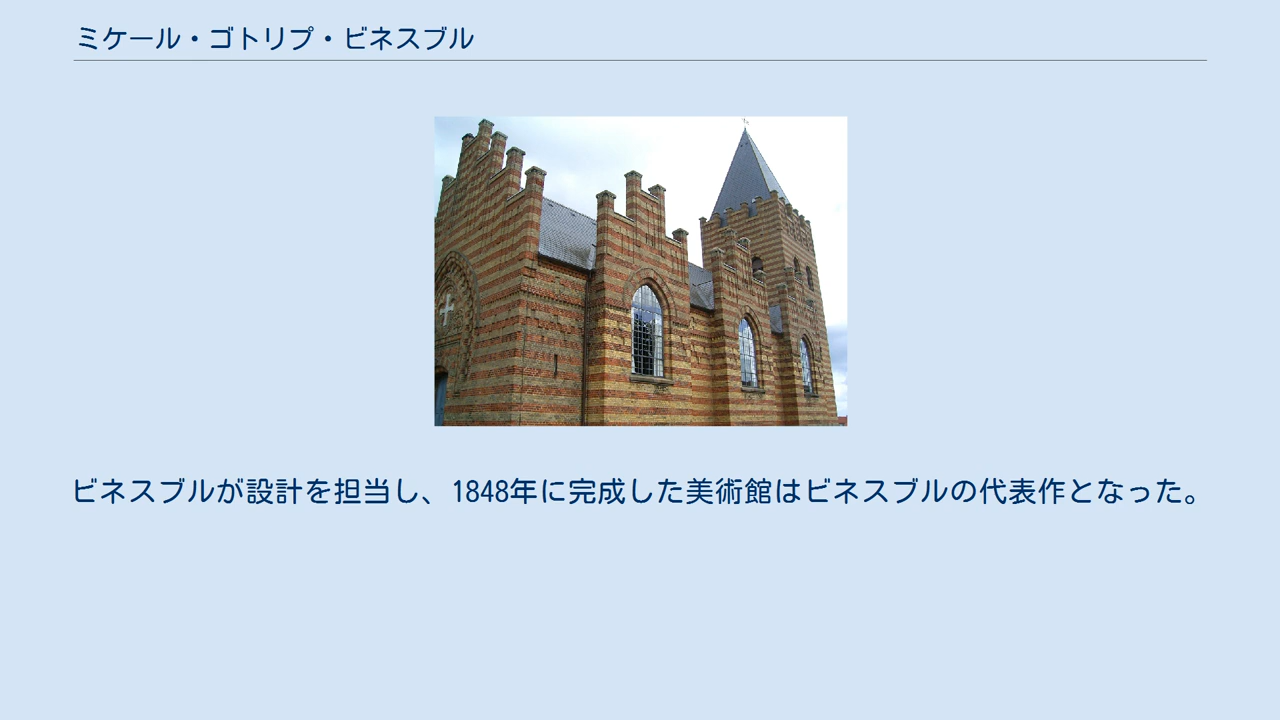 ミケール・ゴトリプ・ビネスブル
ビネスブルが設計を担当し、1848年に完成した美術館はビネスブルの代表作となった。